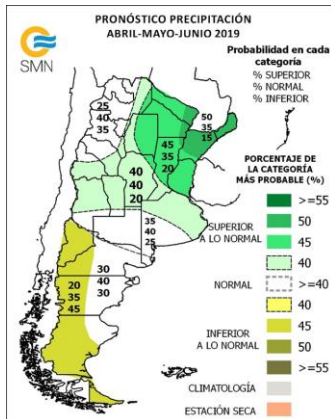 PRONÓSTICO PRECIPITACIÓN
ABRIL-MAYO-JUNIO 2019
SMN
Probabilidad en cada
categoría
% SUPERIOR
% NORMAL
% INFERIOR
25
40
35
50
35
15
45
35
20
40
40
20
35
40
25
30
40
30
20
35
45
PORCENTAJE DE
LA CATEGORÍA
MÁS PROBABLE (%)
SUPERIOR
A LO NORMAL
>=55
50
45
40
NORMAL
>=40
INFERIOR
A LO NORMAL
40
45
50
>=55
CLIMATOLOGÍA
ESTACIÓN SECA